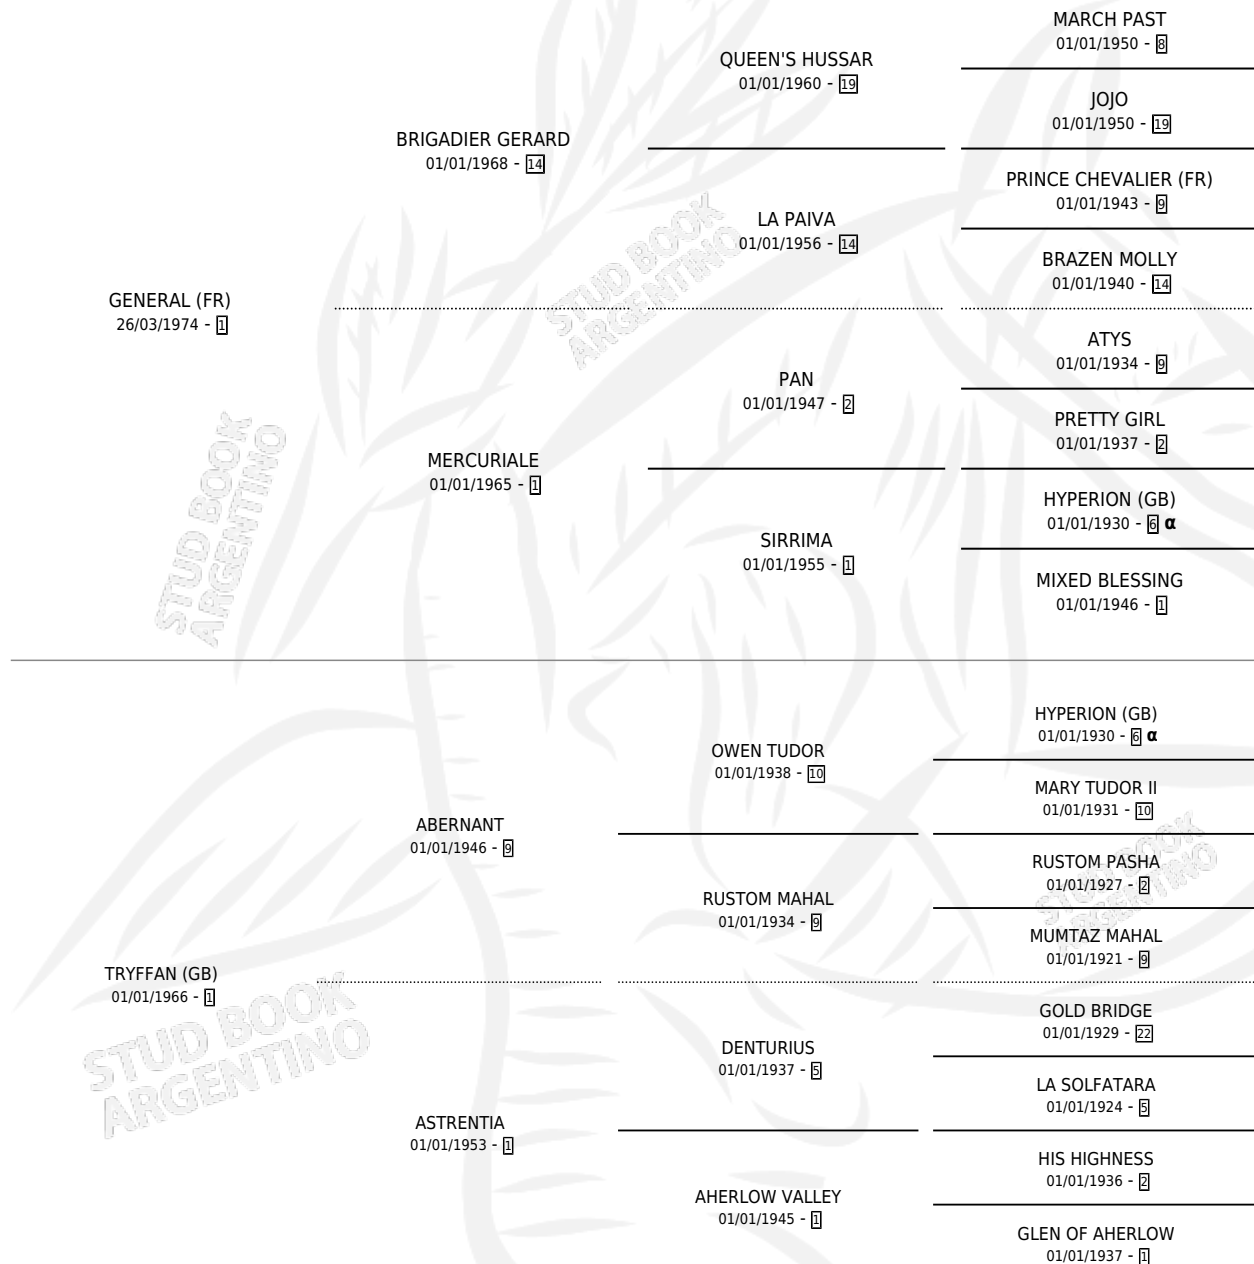 MARCH PAST
01/01/1950 - 8
QUEEN'S HUSSAR
01/01/1960 - 19
JOJO
01/01/1950 - 19
BRIGADIER GERARD
01/01/1968 - 14
PRINCE CHEVALIER (FR)
01/01/1943 - 9
LA PAIVA
01/01/1956 - 14
BRAZEN MOLLY
01/01/1940 - 14
GENERAL (FR)
26/03/1974 - 1
ATYS
01/01/1934 - 9
PAN
01/01/1947 - 2
PRETTY GIRL
01/01/1937 - 2
MERCURIALE
01/01/1965 - 1
HYPERION (GB)
01/01/1930 - 6 α
SIRRIMA
01/01/1955 - 1
MIXED BLESSING
01/01/1946 - 1
HYPERION (GB)
01/01/1930 - 6 α
OWEN TUDOR
01/01/1938 - 10
MARY TUDOR II
01/01/1931 - 10
ABERNANT
01/01/1946 - 9
RUSTOM PASHA
01/01/1927 - 2
RUSTOM MAHAL
01/01/1934 - 9
MUMTAZ MAHAL
01/01/1921 - 9
TRYFFAN (GB)
01/01/1966 - 1
GOLD BRIDGE
01/01/1929 - 22
DENTURIUS
01/01/1937 - 5
LA SOLFATARA
01/01/1924 - 5
ASTRENTIA
01/01/1953 - 1
HIS HIGHNESS
01/01/1936 - 2
AHERLOW VALLEY
01/01/1945 - 1
GLEN OF AHERLOW
01/01/1937 - 1
STUD BOOK
ARGENTINO
STUD BOOK
ARGENTINO
STUD BOOK
ARGENTINO
STUD BOOK
ARGENTINO